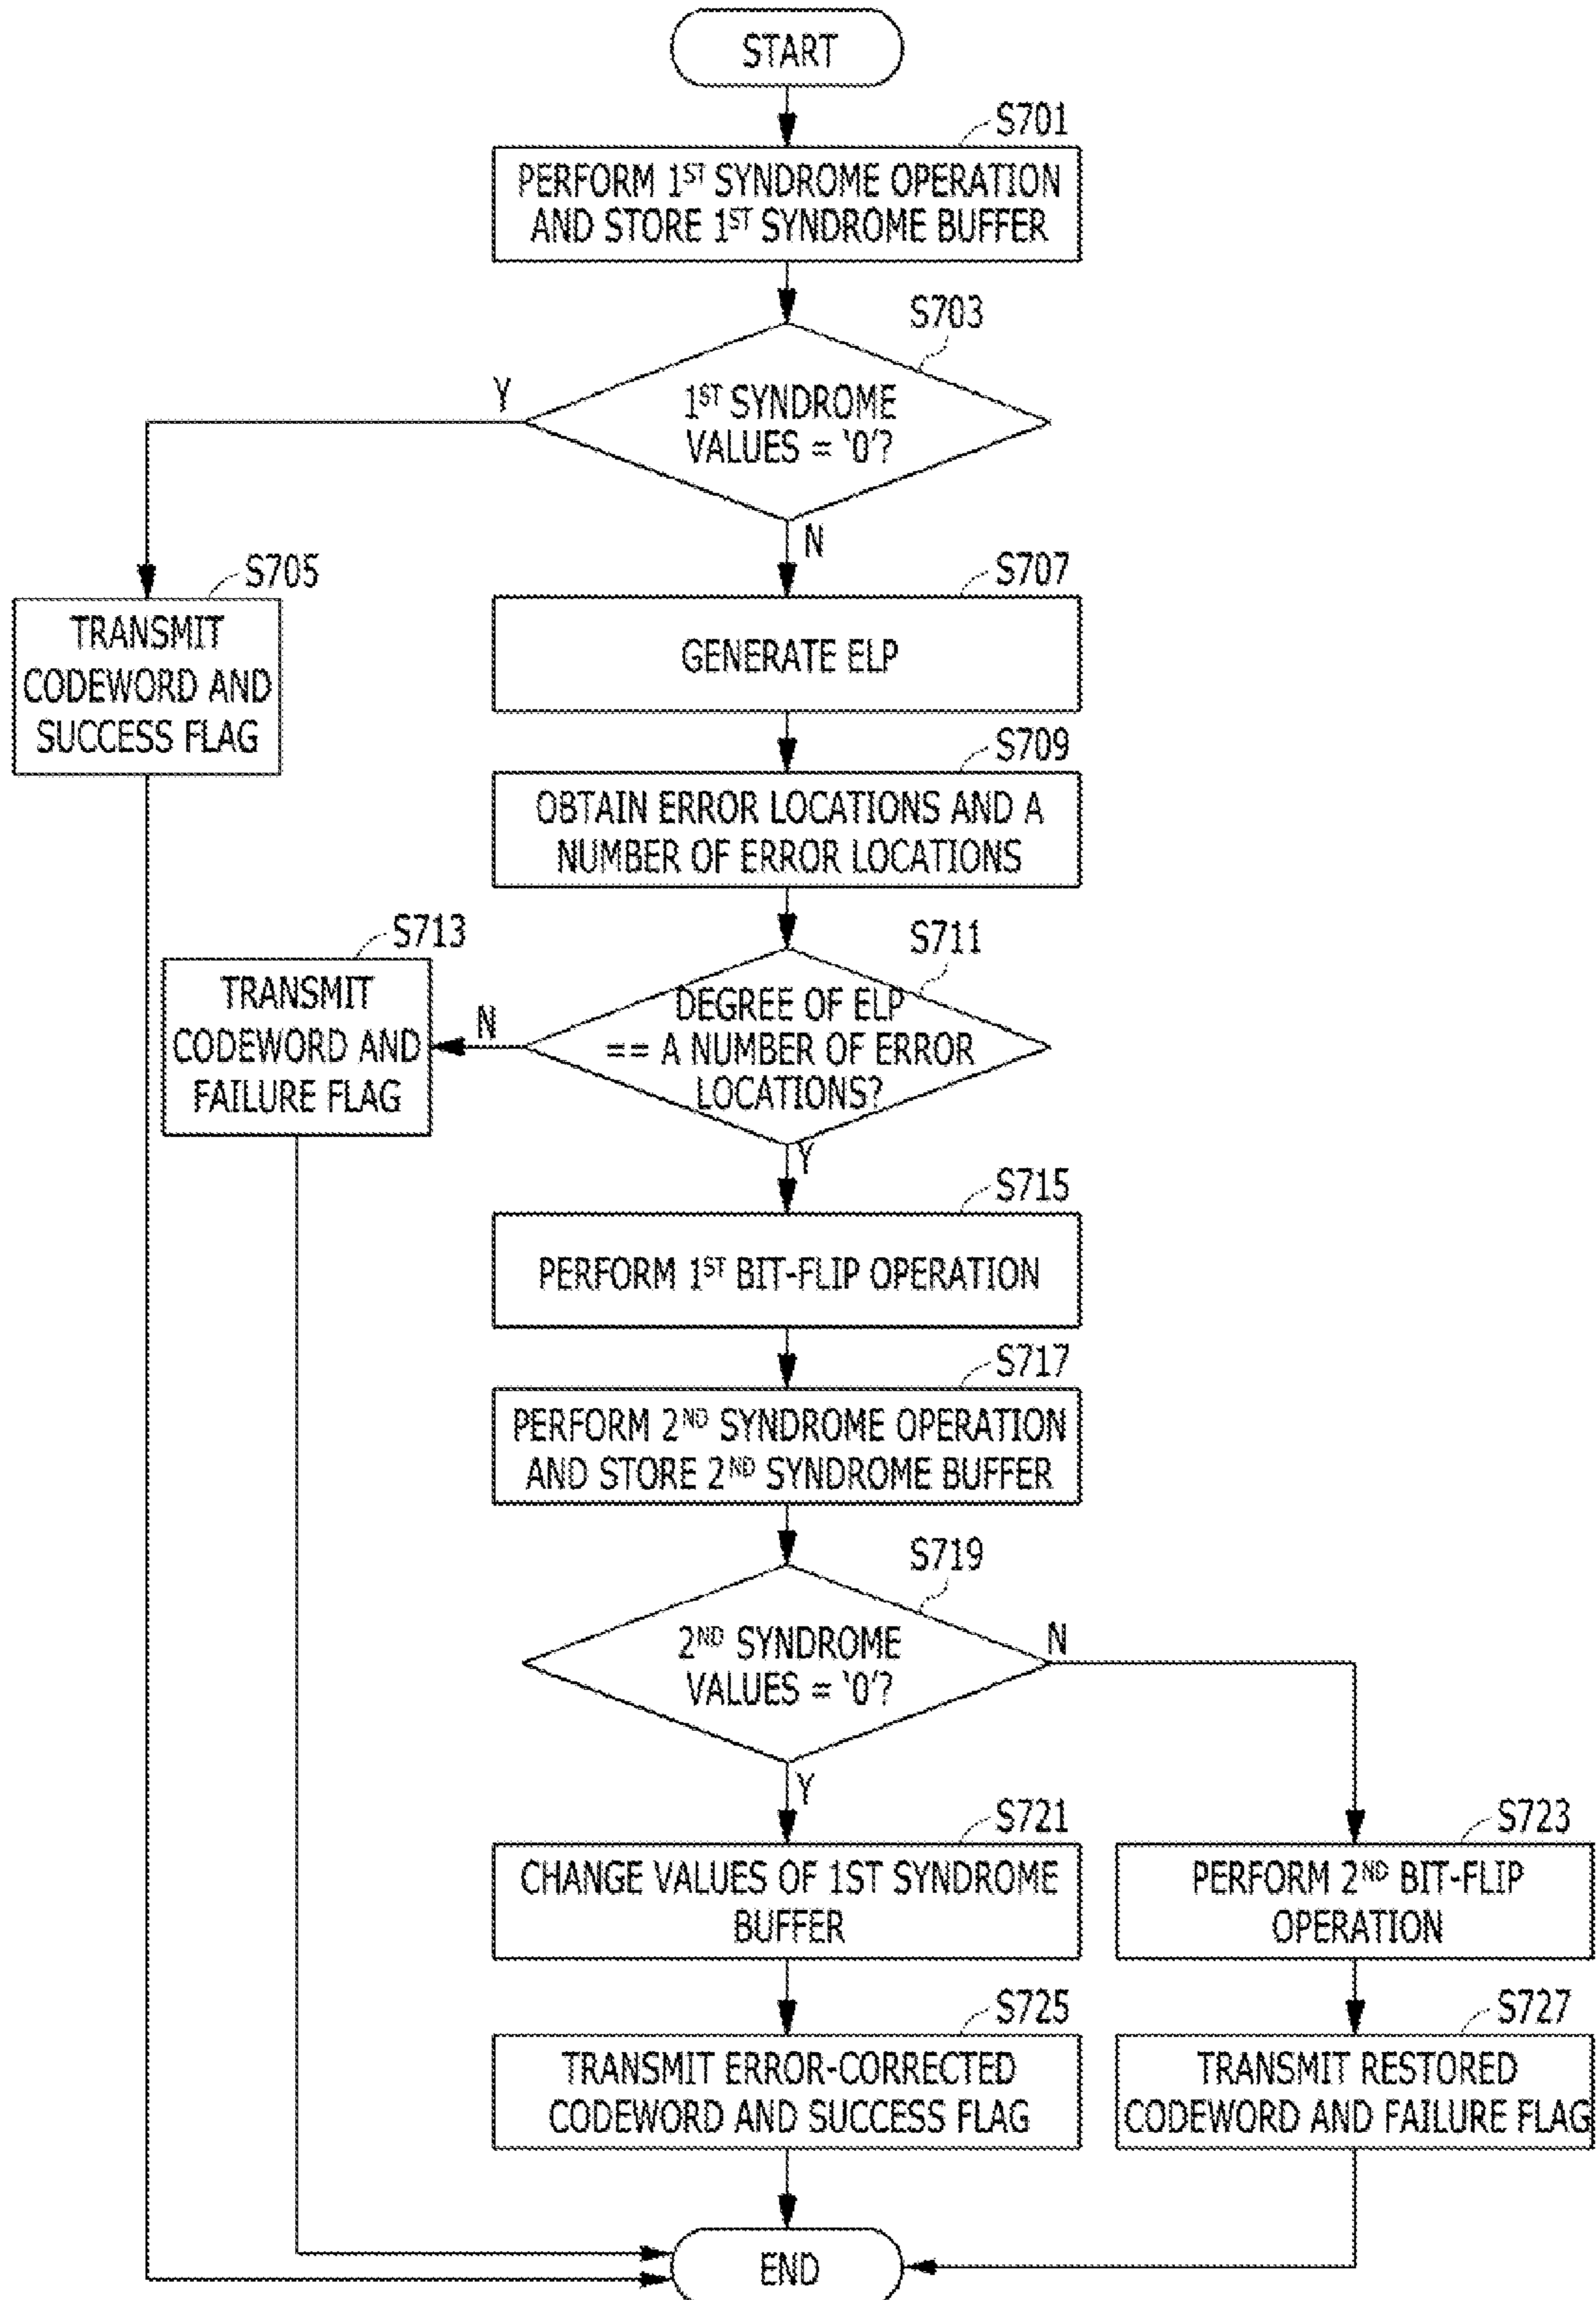 START
S701
PERFORM 1ST SYNDROME OPERATION
AND STORE 1ST SYNDROME BUFFER
S703
1ST SYNDROME
VALUES = '0'?
Y
N
S705
TRANSMIT
CODEWORD AND
SUCCESS FLAG
S707
GENERATE ELP
S709
OBTAIN ERROR LOCATIONS AND A
NUMBER OF ERROR LOCATIONS
S711
DEGREE OF ELP
== A NUMBER OF ERROR
LOCATIONS?
N
S713
TRANSMIT
CODEWORD AND
FAILURE FLAG
Y
S715
PERFORM 1ST BIT-FLIP OPERATION
S717
PERFORM 2ND SYNDROME OPERATION
AND STORE 2ND SYNDROME BUFFER
S719
2ND SYNDROME
VALUES = '0'?
N
Y
S721
CHANGE VALUES OF 1ST SYNDROME
BUFFER
S723
PERFORM 2ND BIT-FLIP
OPERATION
S725
TRANSMIT ERROR-CORRECTED
CODEWORD AND SUCCESS FLAG
S727
TRANSMIT RESTORED
CODEWORD AND FAILURE FLAG
END